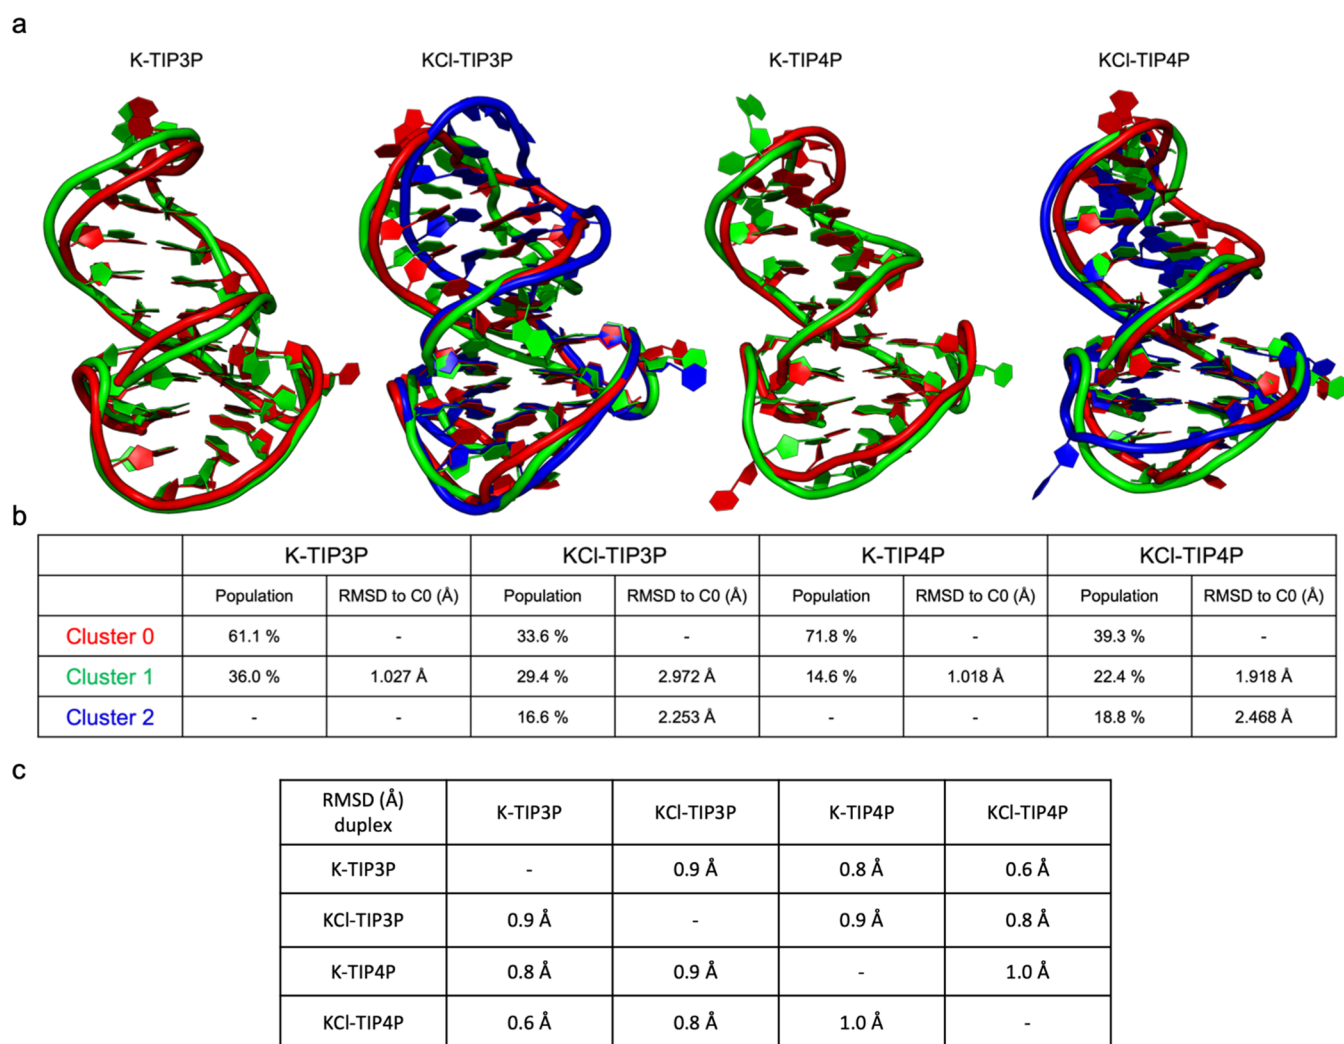 a
K-TIP3P KCl-TIP3P K-TIP4P KCl-TIP4P
b
K-TIP3P KCl-TIP3P K-TIP4P KCl-TIP4P
Population RMSD to C0 (Å) Population RMSD to C0 (Å) Population RMSD to C0 (Å) Population RMSD to C0 (Å)
Cluster 0 61.1 % - 33.6 % - 71.8 % - 39.3 % -
Cluster 1 36.0 % 1.027 Å 29.4 % 2.972 Å 14.6 % 1.018 Å 22.4 % 1.918 Å
Cluster 2 - - 16.6 % 2.253 Å - - 18.8 % 2.468 Å
c
RMSD (Å)
duplex K-TIP3P KCl-TIP3P K-TIP4P KCl-TIP4P
K-TIP3P - 0.9 Å 0.8 Å 0.6 Å
KCl-TIP3P 0.9 Å - 0.9 Å 0.8 Å
K-TIP4P 0.8 Å 0.9 Å - 1.0 Å
KCl-TIP4P 0.6 Å 0.8 Å 1.0 Å -